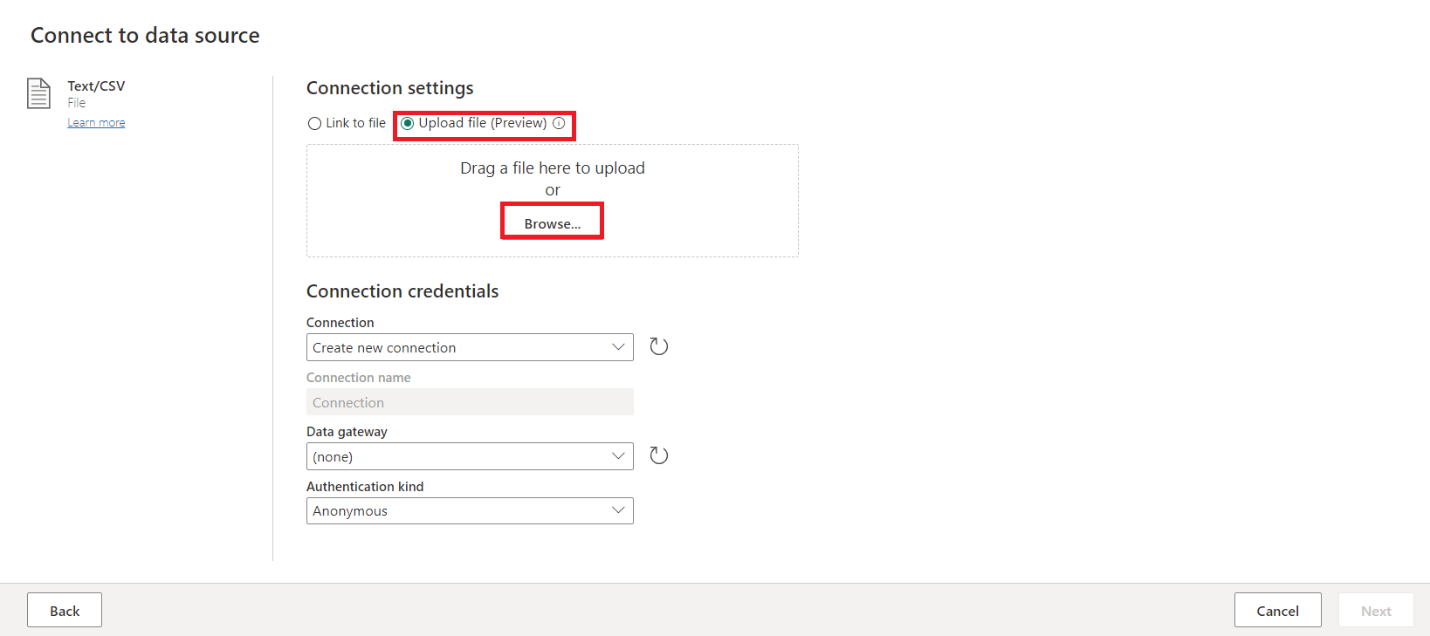 Connect to data source
Text/CSV
File
Learn more
Connection settings
Link to file
Upload file (Preview)
Drag a file here to upload
or
Browse...
Connection credentials
Connection
Create new connection
Connection name
Connection
Data gateway
(none)
Authentication kind
Anonymous
Back
Cancel
Next